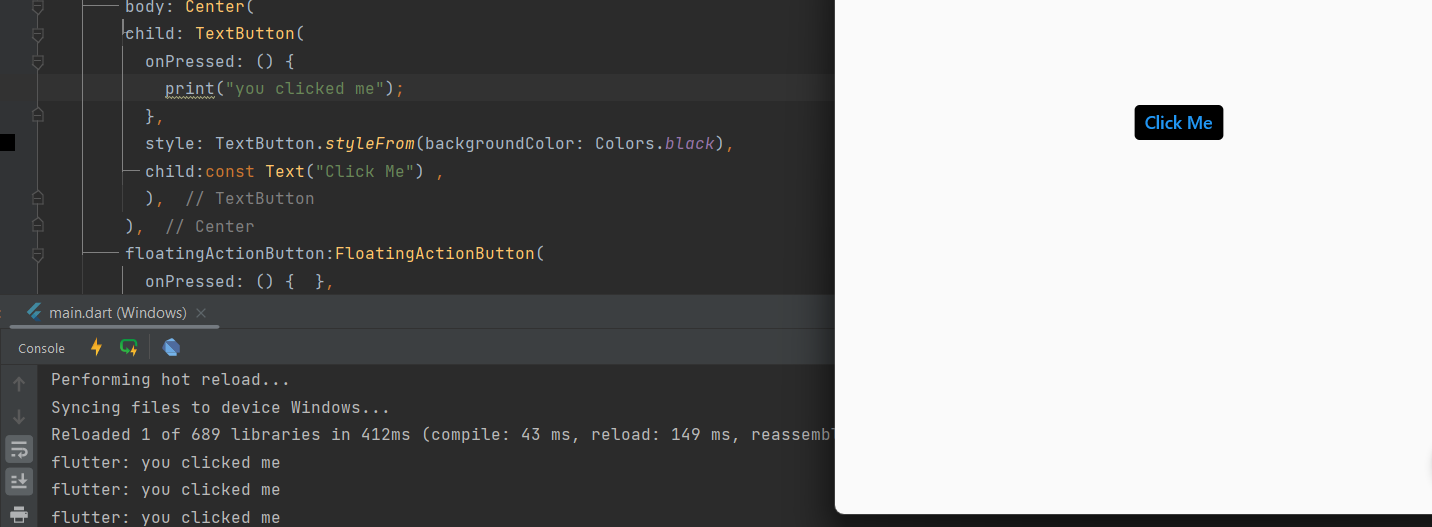 body: Center(
child: TextButton(
onPressed: () {
print("you clicked me");
},
style: TextButton.styleFrom(backgroundColor: Colors.black),
child:const Text("Click Me") ,
), // TextButton
), // Center
floatingActionButton:FloatingActionButton(
onPressed: () {  },
Click Me
main.dart (Windows)
Console
Performing hot reload...
Syncing files to device Windows...
Reloaded 1 of 689 libraries in 412ms (compile: 43 ms, reload: 149 ms, reassembl
flutter: you clicked me
flutter: you clicked me
flutter: you clicked me